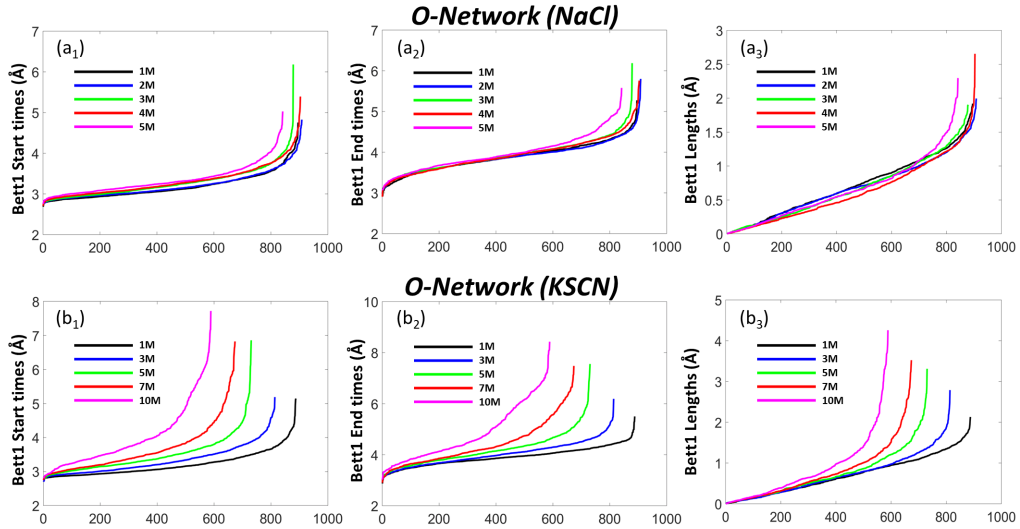 O-Network (NaCl)
(a1)
1M
2M
3M
4M
5M
Bett1 Start times (Å)
7
6
5
4
3
2
0 200 400 600 800 1000
(a2)
1M
2M
3M
4M
5M
Bett1 End times (Å)
7
6
5
4
3
2
0 200 400 600 800 1000
(a3)
1M
2M
3M
4M
5M
Bett1 Lengths (Å)
3
2.5
2
1.5
1
0.5
0
0 200 400 600 800 1000
O-Network (KSCN)
(b1)
1M
3M
5M
7M
10M
Bett1 Start times (Å)
8
7
6
5
4
3
2
0 200 400 600 800 1000
(b2)
1M
3M
5M
7M
10M
Bett1 End times (Å)
10
8
6
4
2
0 200 400 600 800 1000
(b3)
1M
3M
5M
7M
10M
Bett1 Lengths (Å)
5
4
3
2
1
0
0 200 400 600 800 1000